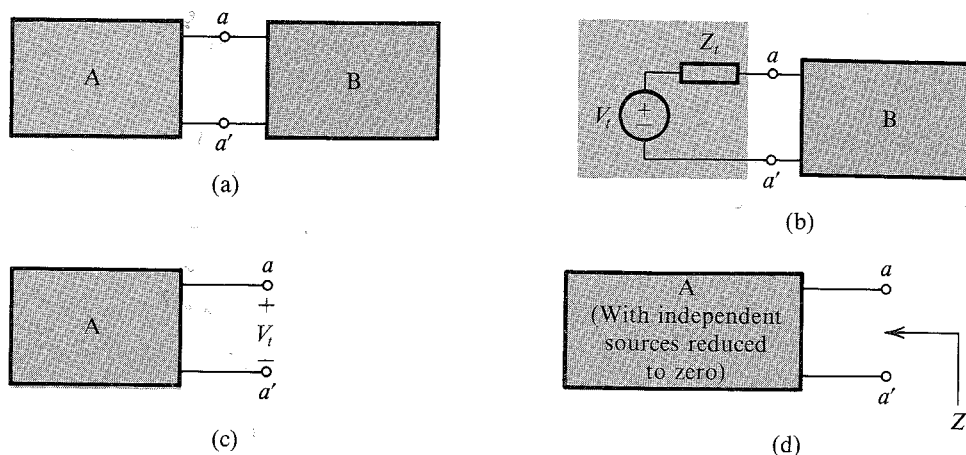 a
A
B
a'
(a)
Z_t
a
V_t
+
−
B
a'
(b)
A
a
+
V_t
−
a'
(c)
A
(With independent
sources reduced
to zero)
a
a'
Z
(d)